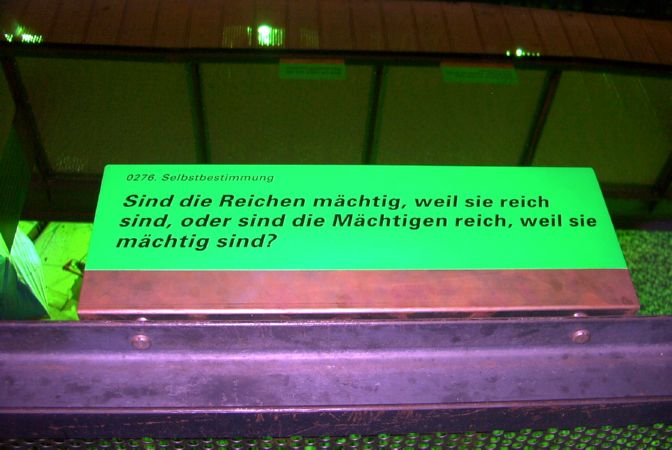 0276. Selbstbestimmung
Sind die Reichen mächtig, weil sie reich
sind, oder sind die Mächtigen reich, weil sie
mächtig sind?